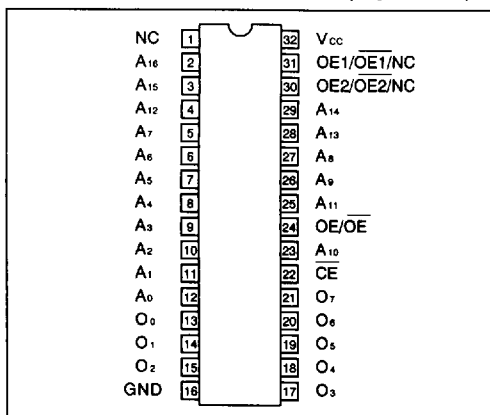 NC 1 32 Vcc
A16 2 31 OE1/OE1/NC
A15 3 30 OE2/OE2/NC
A12 4 29 A14
A7 5 28 A13
A6 6 27 A8
A5 7 26 A9
A4 8 25 A11
A3 9 24 OE/OE
A2 10 23 A10
A1 11 22 CE
A0 12 21 O7
O0 13 20 O6
O1 14 19 O5
O2 15 18 O4
GND 16 17 O3